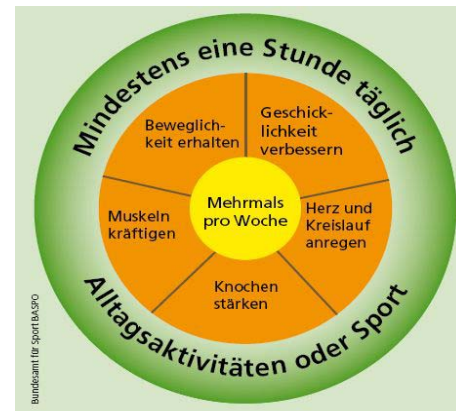 Mindestens eine Stunde täglich
Beweglich-
keit erhalten
Geschick-
lichkeit
verbessern
Mehrmals
pro Woche
Muskeln
kräftigen
Herz und
Kreislauf
anregen
Knochen
stärken
Alltagsaktivitäten oder Sport
Bundesamt für Sport BASPO